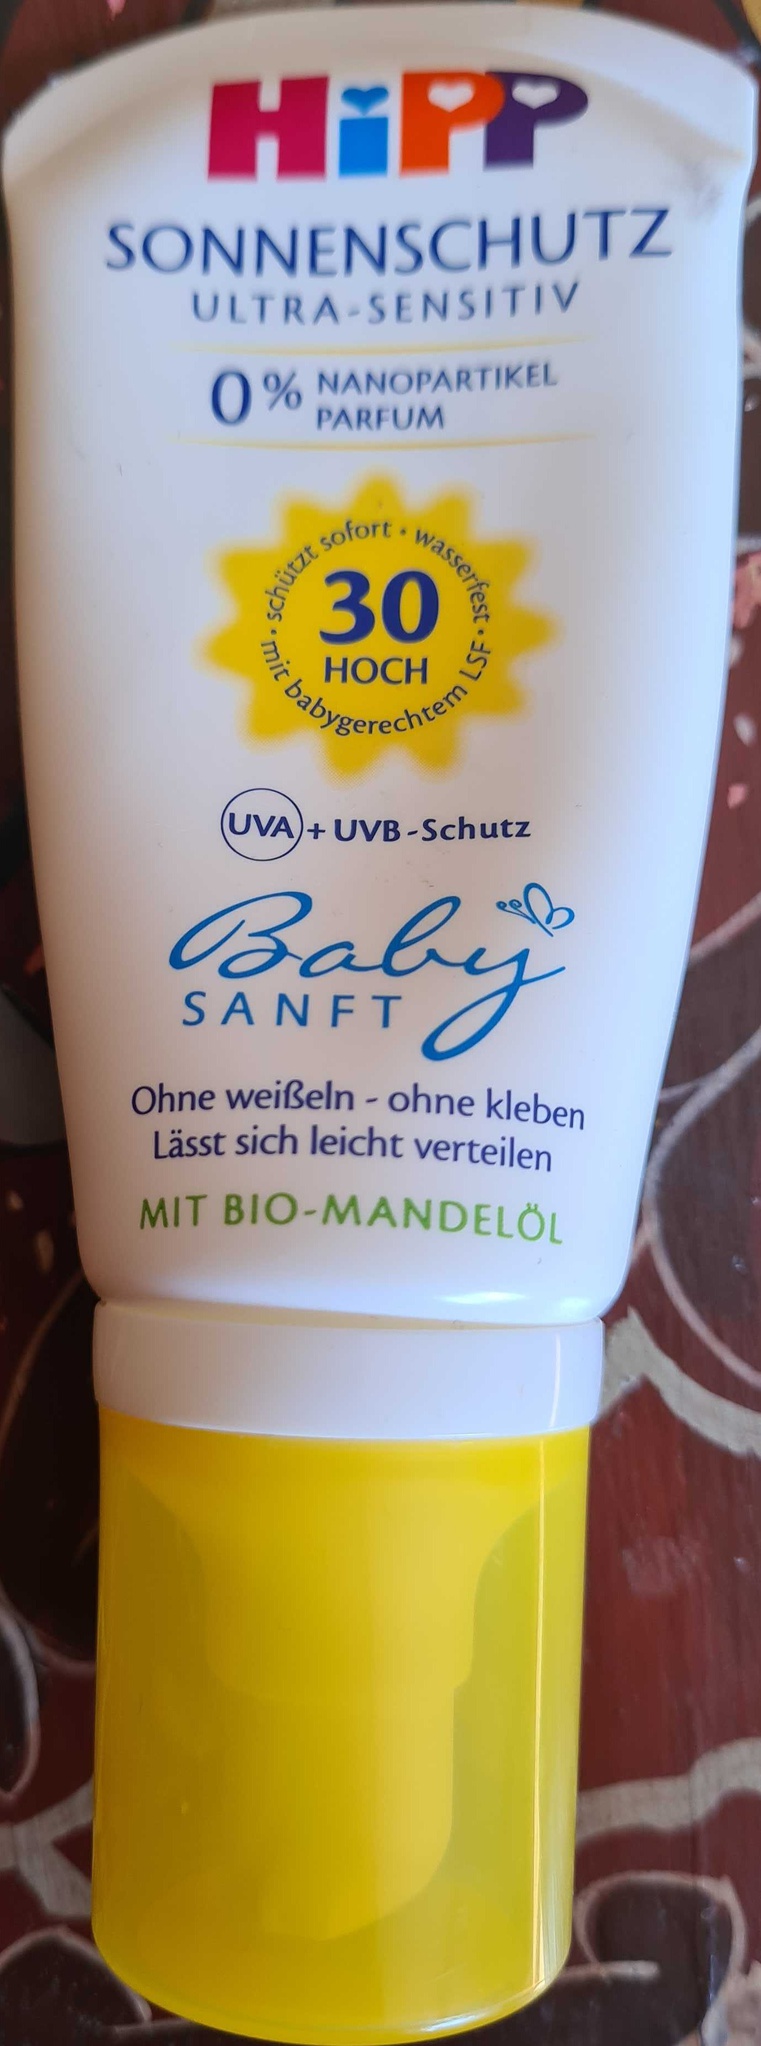 HiPP
SONNENSCHUTZ
ULTRA-SENSITIV
0% NANOPARTIKEL
PARFUM
schützt sofort · wasserfest ·
30
HOCH
mit babygerechtem LSF ·
UVA + UVB-Schutz
Baby
SANFT
Ohne weißeln - ohne kleben
Lässt sich leicht verteilen
MIT BIO-MANDELÖL